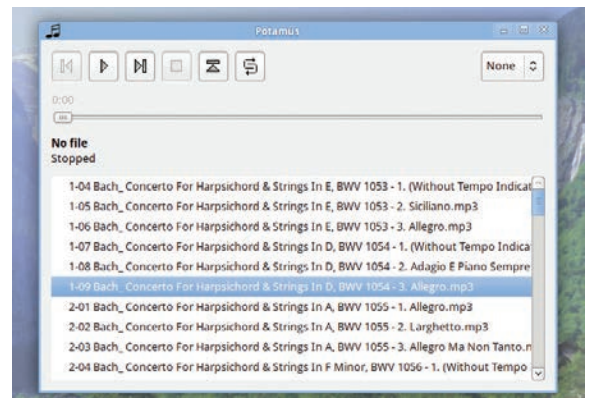 Potamus
None
0:00
No file
Stopped
1-04 Bach_ Concerto For Harpsichord & Strings In E, BWV 1053 - 1. (Without Tempo Indicat
1-05 Bach_ Concerto For Harpsichord & Strings In E, BWV 1053 - 2. Siciliano.mp3
1-06 Bach_ Concerto For Harpsichord & Strings In E, BWV 1053 - 3. Allegro.mp3
1-07 Bach_ Concerto For Harpsichord & Strings In D, BWV 1054 - 1. (Without Tempo Indica
1-08 Bach_ Concerto For Harpsichord & Strings In D, BWV 1054 - 2. Adagio E Piano Sempre
1-09 Bach_ Concerto For Harpsichord & Strings In D, BWV 1054 - 3. Allegro.mp3
2-01 Bach_ Concerto For Harpsichord & Strings In A, BWV 1055 - 1. Allegro.mp3
2-02 Bach_ Concerto For Harpsichord & Strings In A, BWV 1055 - 2. Larghetto.mp3
2-03 Bach_ Concerto For Harpsichord & Strings In A, BWV 1055 - 3. Allegro Ma Non Tanto.n
2-04 Bach_ Concerto For Harpsichord & Strings In F Minor, BWV 1056 - 1. (Without Tempo